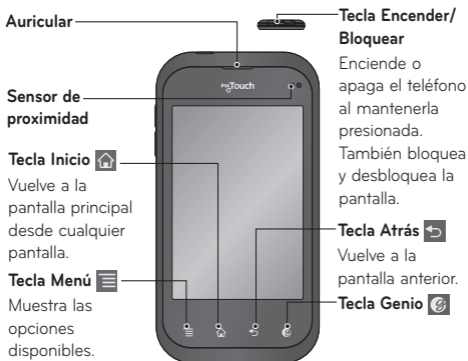 Auricular
Sensor de
proximidad
Tecla Inicio
Vuelve a la
pantalla principal
desde cualquier
pantalla.
Tecla Menú
Muestra las
opciones
disponibles.
Touch
Tecla Encender/
Bloquear
Enciende o
apaga el teléfono
al mantenerla
presionada.
También bloquea
y desbloquea la
pantalla.
Tecla Atrás
Vuelve a la
pantalla anterior.
Tecla Genio